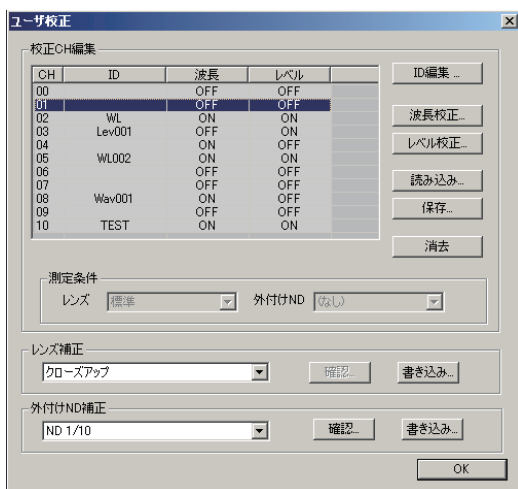 ユーザ校正
校正CH編集
CH ID 波長 レベル
00 OFF OFF
01 OFF OFF
02 WL ON ON
03 Lev001 OFF ON
04 ON OFF
05 WL002 ON ON
06 OFF OFF
07 OFF OFF
08 Wav001 ON OFF
09 OFF OFF
10 TEST ON ON
ID編集 ...
波長校正...
レベル校正...
読み込み...
保存...
消去
測定条件
レンズ 標準 外付けND (なし)
レンズ補正
クローズアップ 確認... 書き込み...
外付けND補正
ND 1/10 確認... 書き込み...
OK